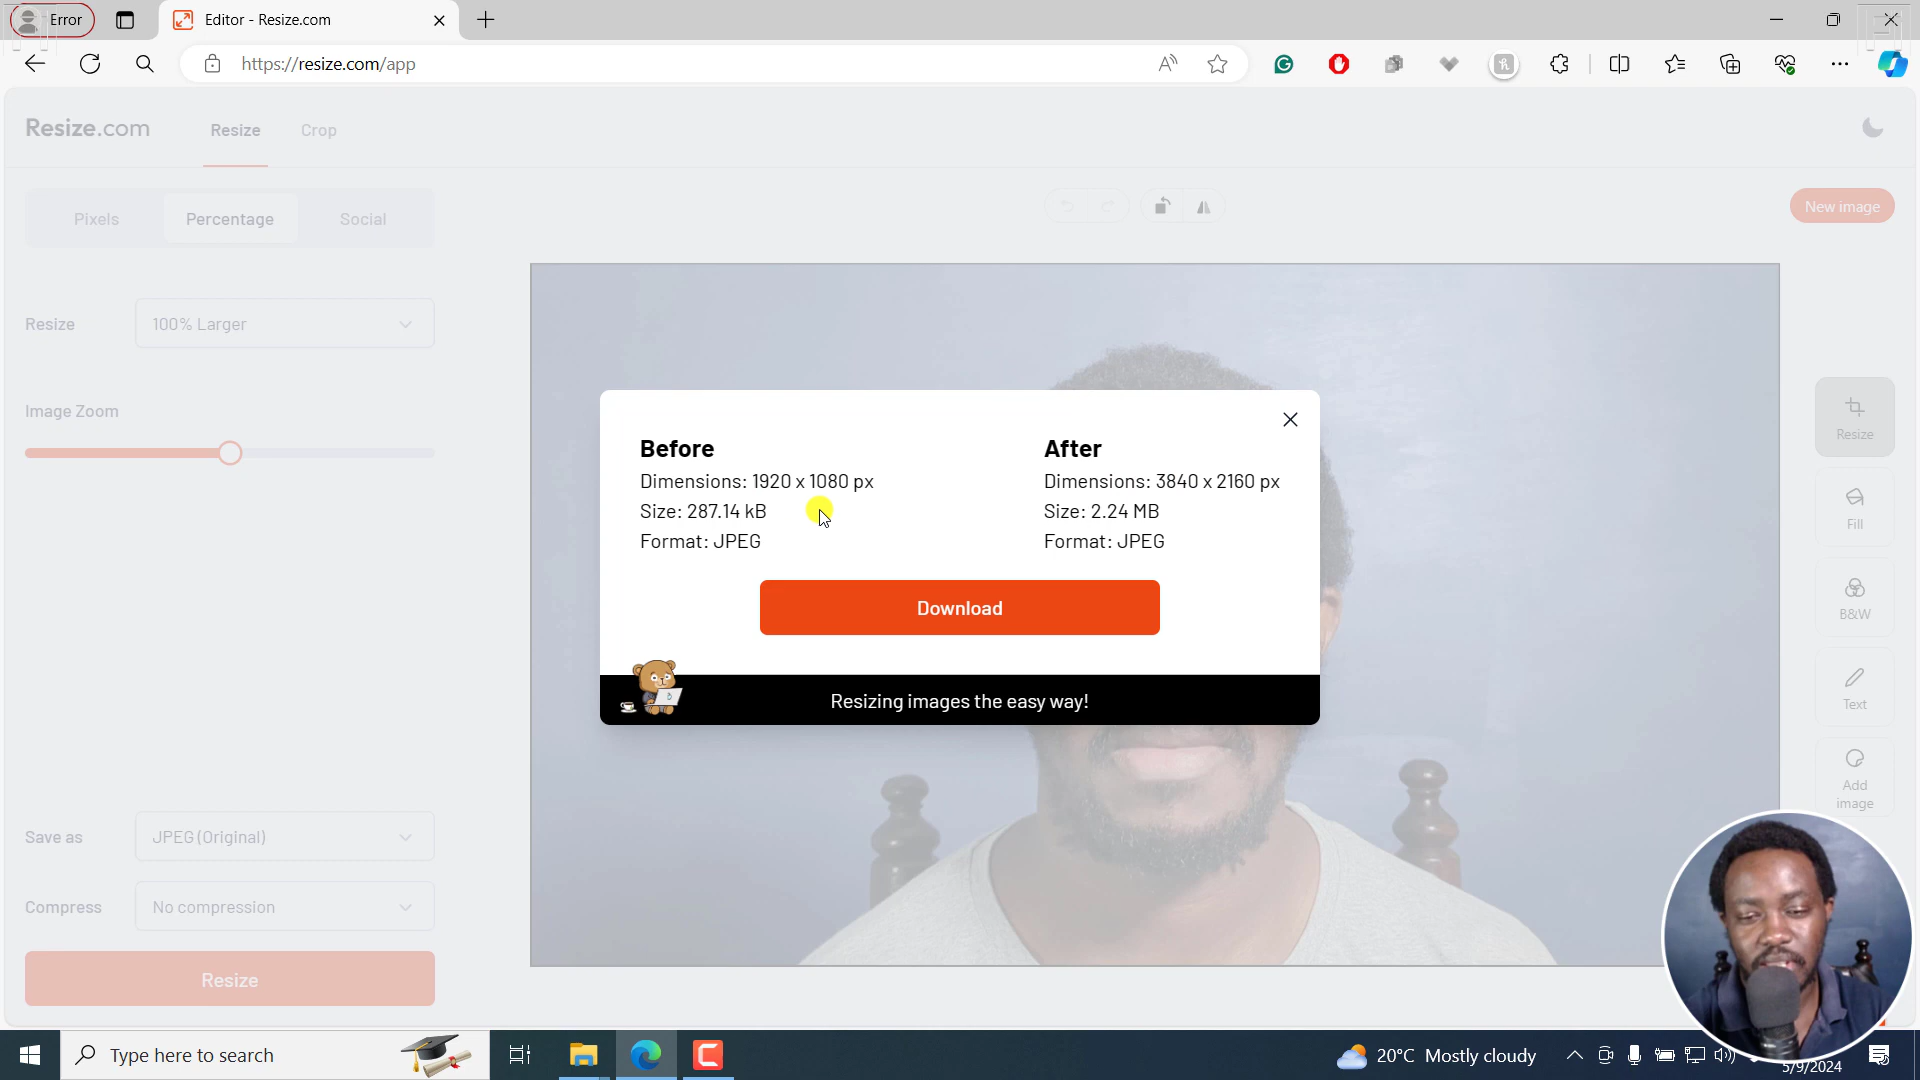 Error
Editor - Resize.com
https://resize.com/app
Resize.com
Resize
Crop
Pixels
Percentage
Social
New image
Resize
100% Larger
Image Zoom
Before
Dimensions: 1920 x 1080 px
Size: 287.14 kB
Format: JPEG
After
Dimensions: 3840 x 2160 px
Size: 2.24 MB
Format: JPEG
Download
Resizing images the easy way!
Resize
Fill
B&W
Text
Add
image
Save as
JPEG (Original)
Compress
No compression
Resize
Type here to search
20°C Mostly cloudy
5/9/2024